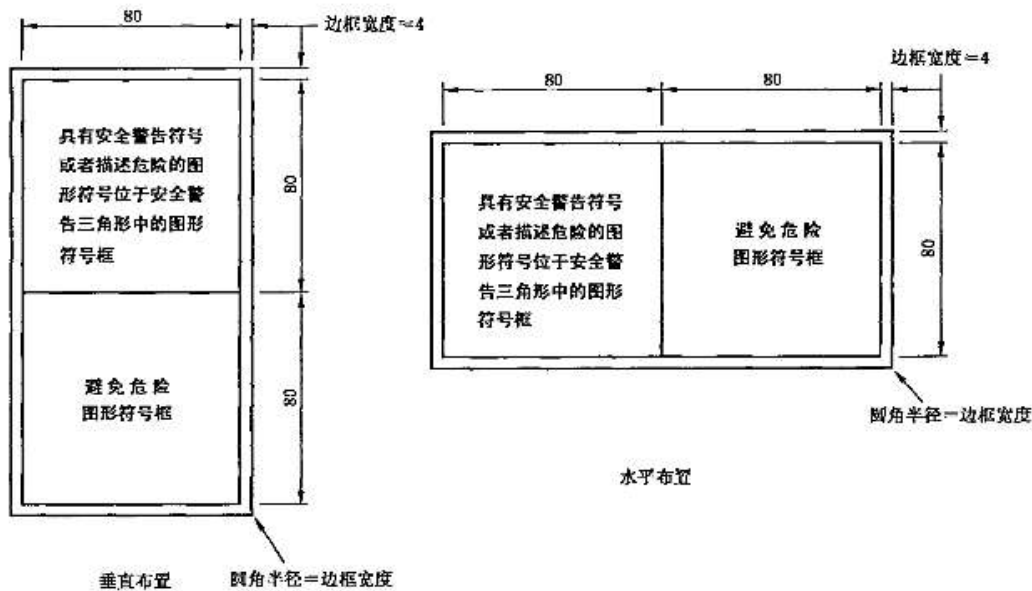 80
边框宽度≈4
具有安全警告符号
或者描述危险的图
形符号位于安全警
告三角形中的图形
符号框
80
避免危险
图形符号框
80
垂直布置
圆角半径=边框宽度
边框宽度=4
80
80
具有安全警告符号
或者描述危险的图
形符号位于安全警
告三角形中的图形
符号框
避免危险
图形符号框
80
圆角半径=边框宽度
水平布置